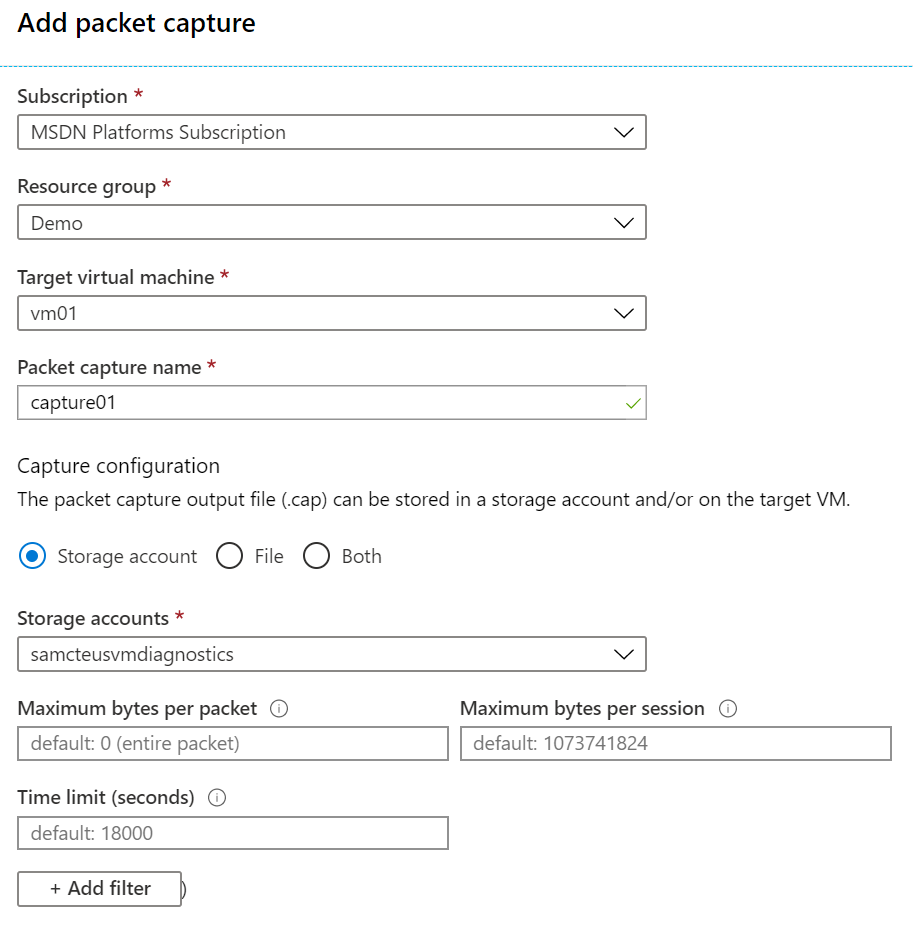 Add packet capture
Subscription *
MSDN Platforms Subscription
Resource group *
Demo
Target virtual machine *
vm01
Packet capture name *
capture01
Capture configuration
The packet capture output file (.cap) can be stored in a storage account and/or on the target VM.
Storage account File Both
Storage accounts *
samcteusvmdiagnostics
Maximum bytes per packet Maximum bytes per session
default: 0 (entire packet) default: 1073741824
Time limit (seconds)
default: 18000
+ Add filter )